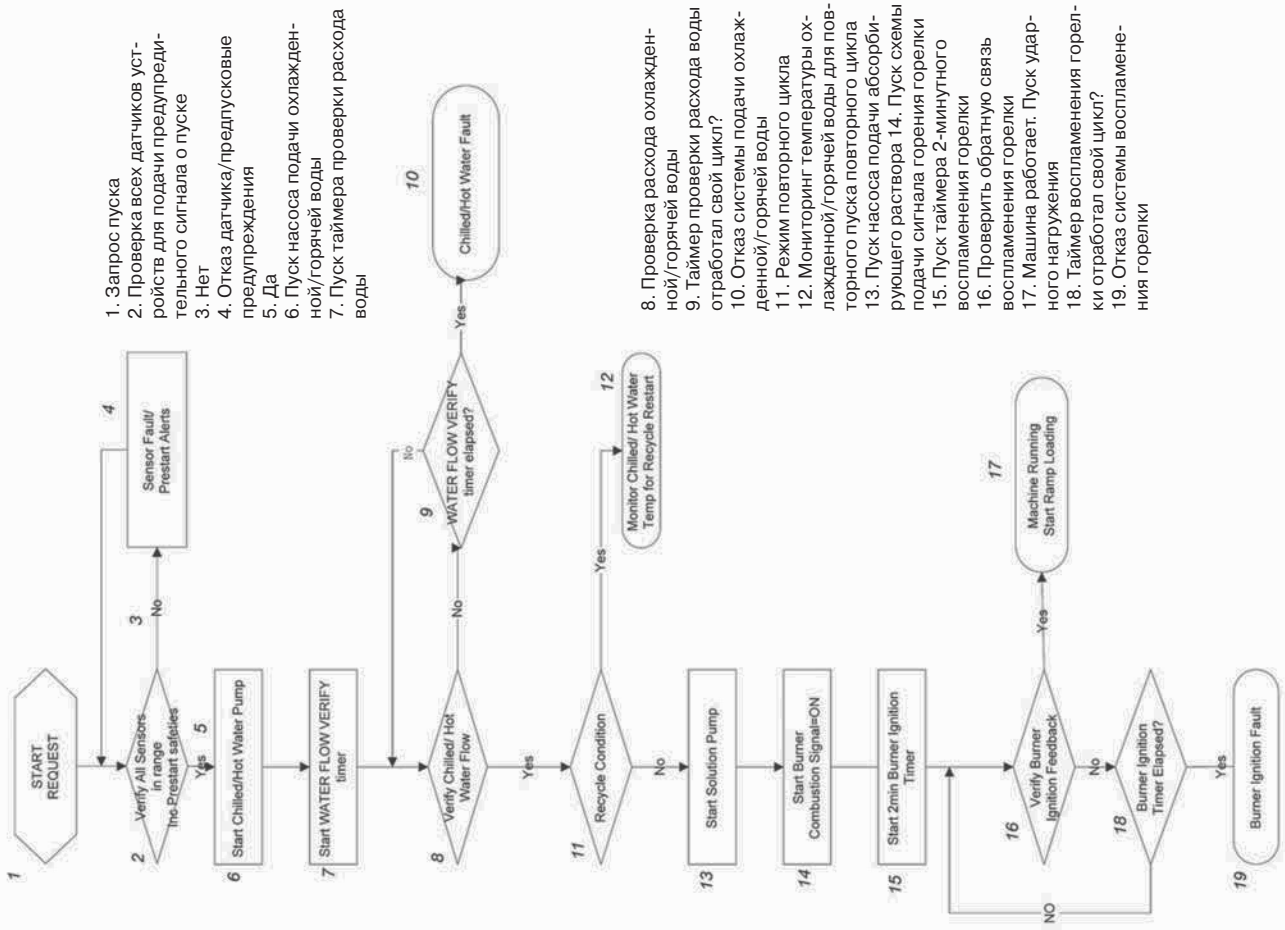 1
START
REQUEST
2
Verify All Sensors
in range
Inc Prestart safeties
3
No
4
Sensor Fault/
Prestart Alerts
Yes
5
6
Start Chilled/Hot Water Pump
7
Start WATER FLOW VERIFY
timer
8
Verify Chilled/ Hot
Water Flow
No
9
WATER FLOW VERIFY
timer elapsed?
No
Yes
10
Chilled/Hot Water Fault
Yes
11
Recycle Condition
Yes
12
Monitor Chilled/ Hot Water
Temp for Recycle Restart
No
13
Start Solution Pump
14
Start Burner
Combustion Signal=ON
15
Start 2min Burner Ignition
Timer
16
Verify Burner
Ignition Feedback
Yes
17
Machine Running
Start Ramp Loading
No
18
Burner Ignition
Timer Elapsed?
NO
Yes
19
Burner Ignition Fault
1. Запрос пуска
2. Проверка всех датчиков уст-
ройств для подачи предупреди-
тельного сигнала о пуске
3. Нет
4. Отказ датчика/предпусковые
предупреждения
5. Да
6. Пуск насоса подачи охлажден-
ной/горячей воды
7. Пуск таймера проверки расхода
воды
8. Проверка расхода охлажден-
ной/горячей воды
9. Таймер проверки расхода воды
отработал свой цикл?
10. Отказ системы подачи охлаж-
денной/горячей воды
11. Режим повторного цикла
12. Мониторинг температуры ох-
лажденной/горячей воды для пов-
торного пуска повторного цикла
13. Пуск насоса подачи абсорби-
рующего раствора 14. Пуск схемы
подачи сигнала горения горелки
15. Пуск таймера 2-минутного
воспламенения горелки
16. Проверить обратную связь
воспламенения горелки
17. Машина работает. Пуск удар-
ного нагружения
18. Таймер воспламенения горел-
ки отработал свой цикл?
19. Отказ системы воспламене-
ния горелки